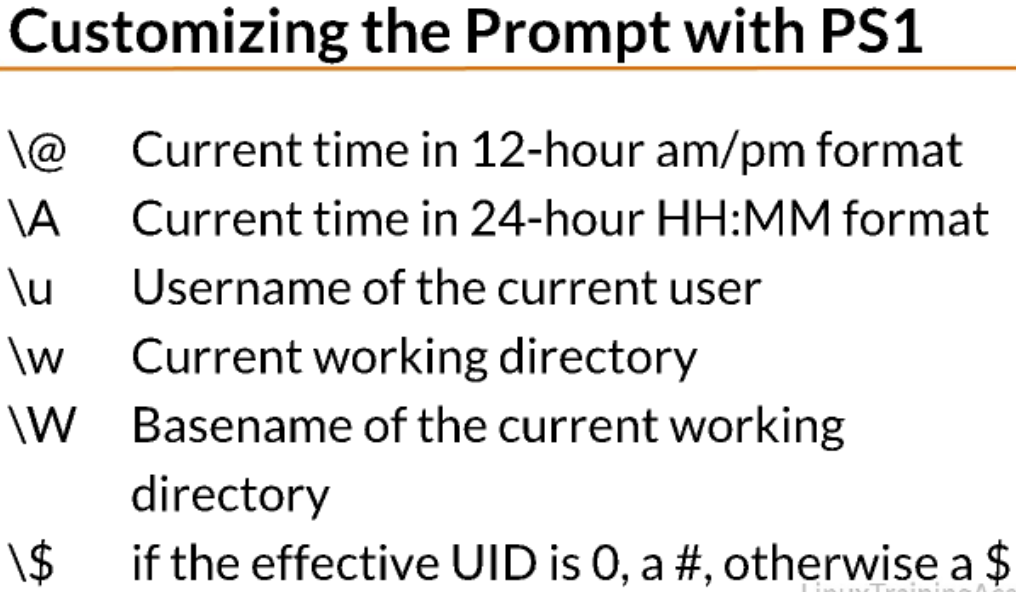 Customizing the Prompt with PS1
\@ Current time in 12-hour am/pm format
\A Current time in 24-hour HH:MM format
\u Username of the current user
\w Current working directory
\W Basename of the current working
directory
\$ if the effective UID is 0, a #, otherwise a $